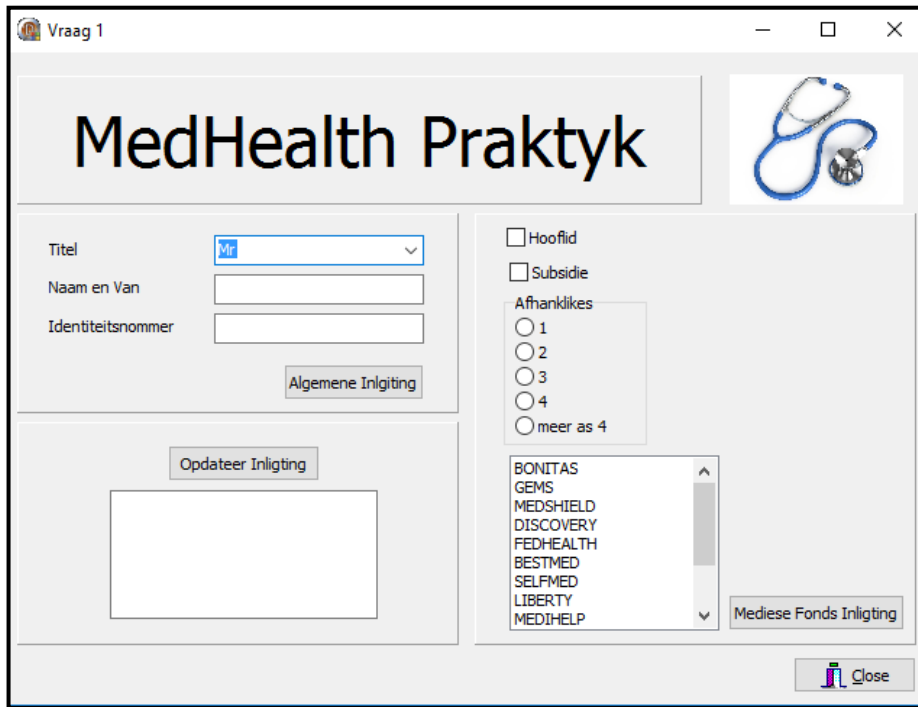 Vraag 1
MedHealth Praktyk
Titel
Mr
Naam en Van
Identiteitsnommer
Algemene Inlgiting
Opdateer Inligting
Hooflid
Subsidie
Afhanklikes
1
2
3
4
meer as 4
BONITAS
GEMS
MEDSHIELD
DISCOVERY
FEDHEALTH
BESTMED
SELFMED
LIBERTY
MEDIHELP
Mediese Fonds Inligting
Close